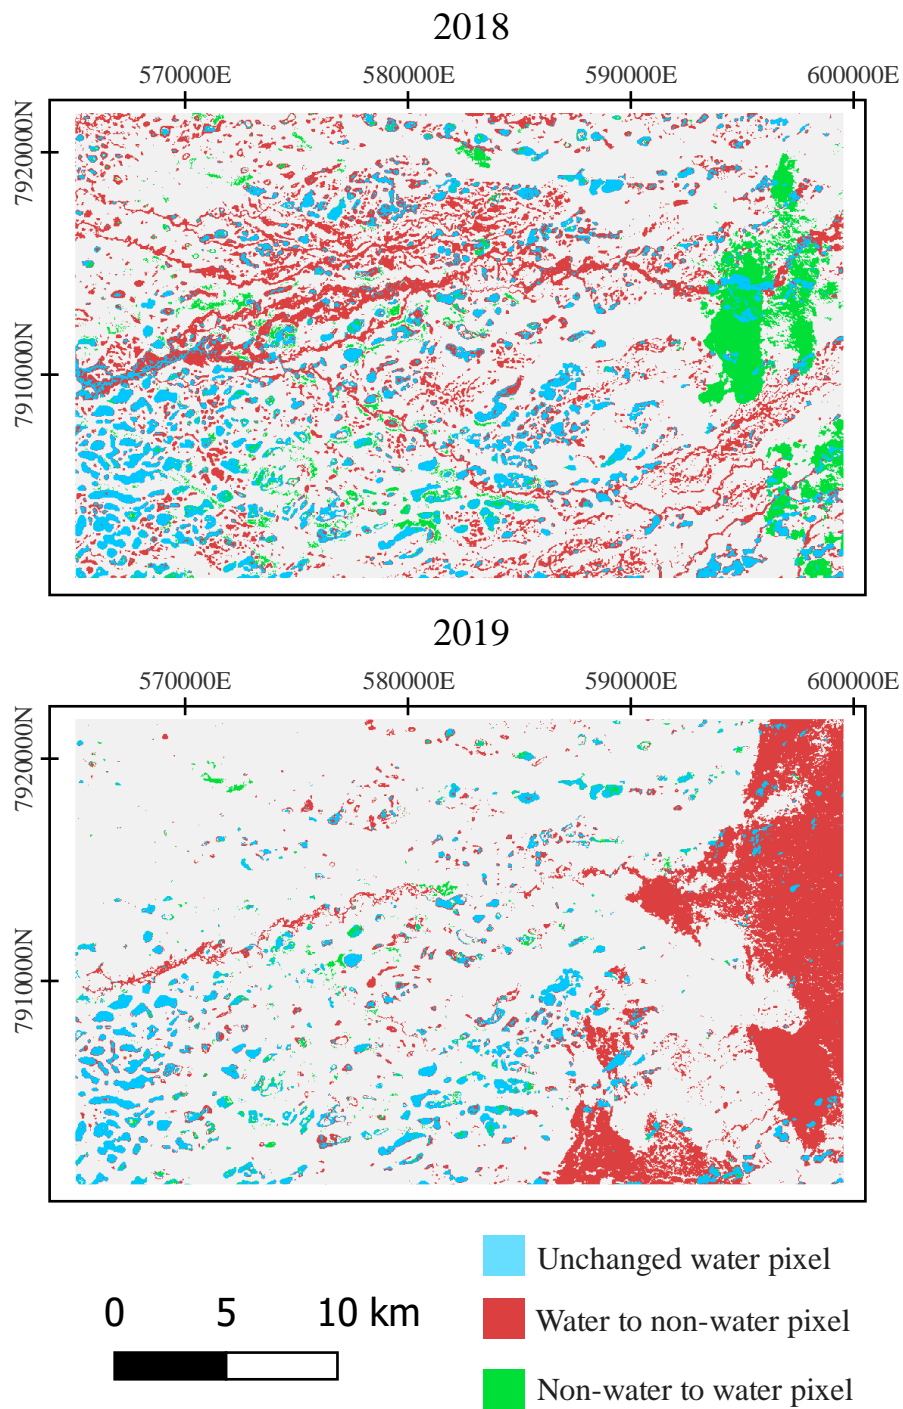 2018
570000E 580000E 590000E 600000E
7920000N
7910000N
2019
570000E 580000E 590000E 600000E
7920000N
7910000N
Unchanged water pixel
0 5 10 km
Water to non-water pixel
Non-water to water pixel